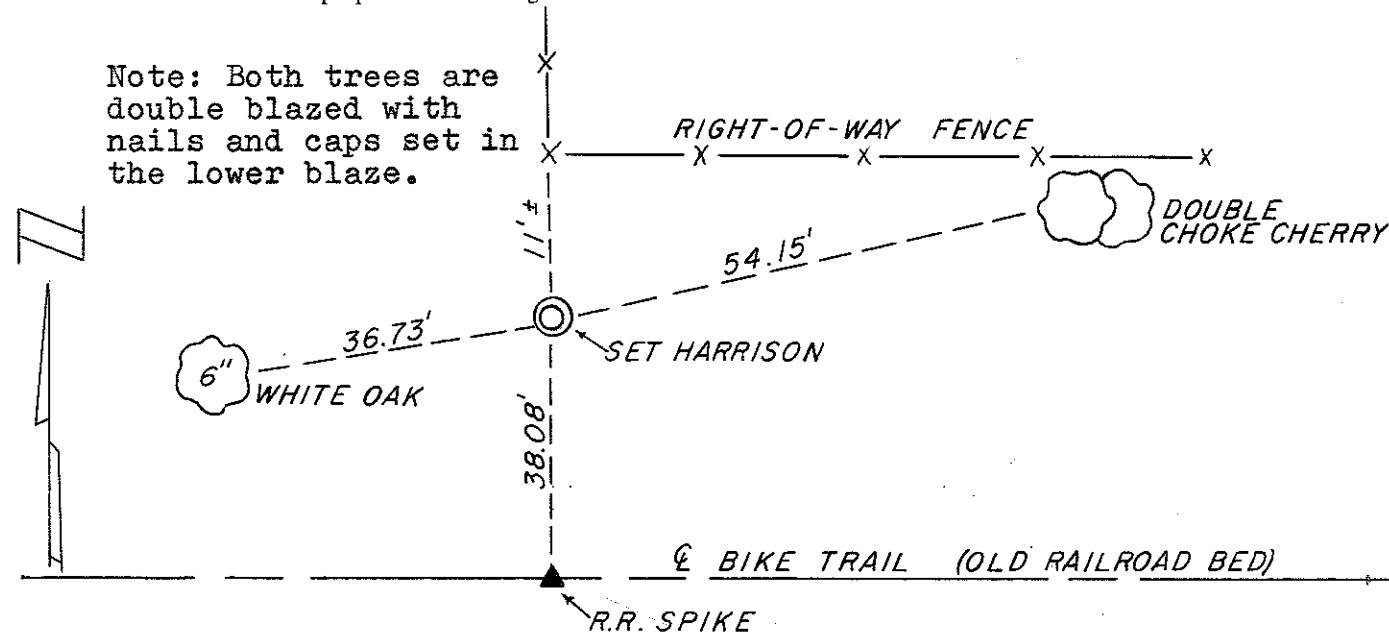 Note: Both trees are
double blazed with
nails and caps set in
the lower blaze.
RIGHT-OF-WAY FENCE
11' ±
DOUBLE
CHOKE CHERRY
54.15'
36.73'
SET HARRISON
6"
WHITE OAK
38.08'
℄ BIKE TRAIL (OLD RAILROAD BED)
R.R. SPIKE
N